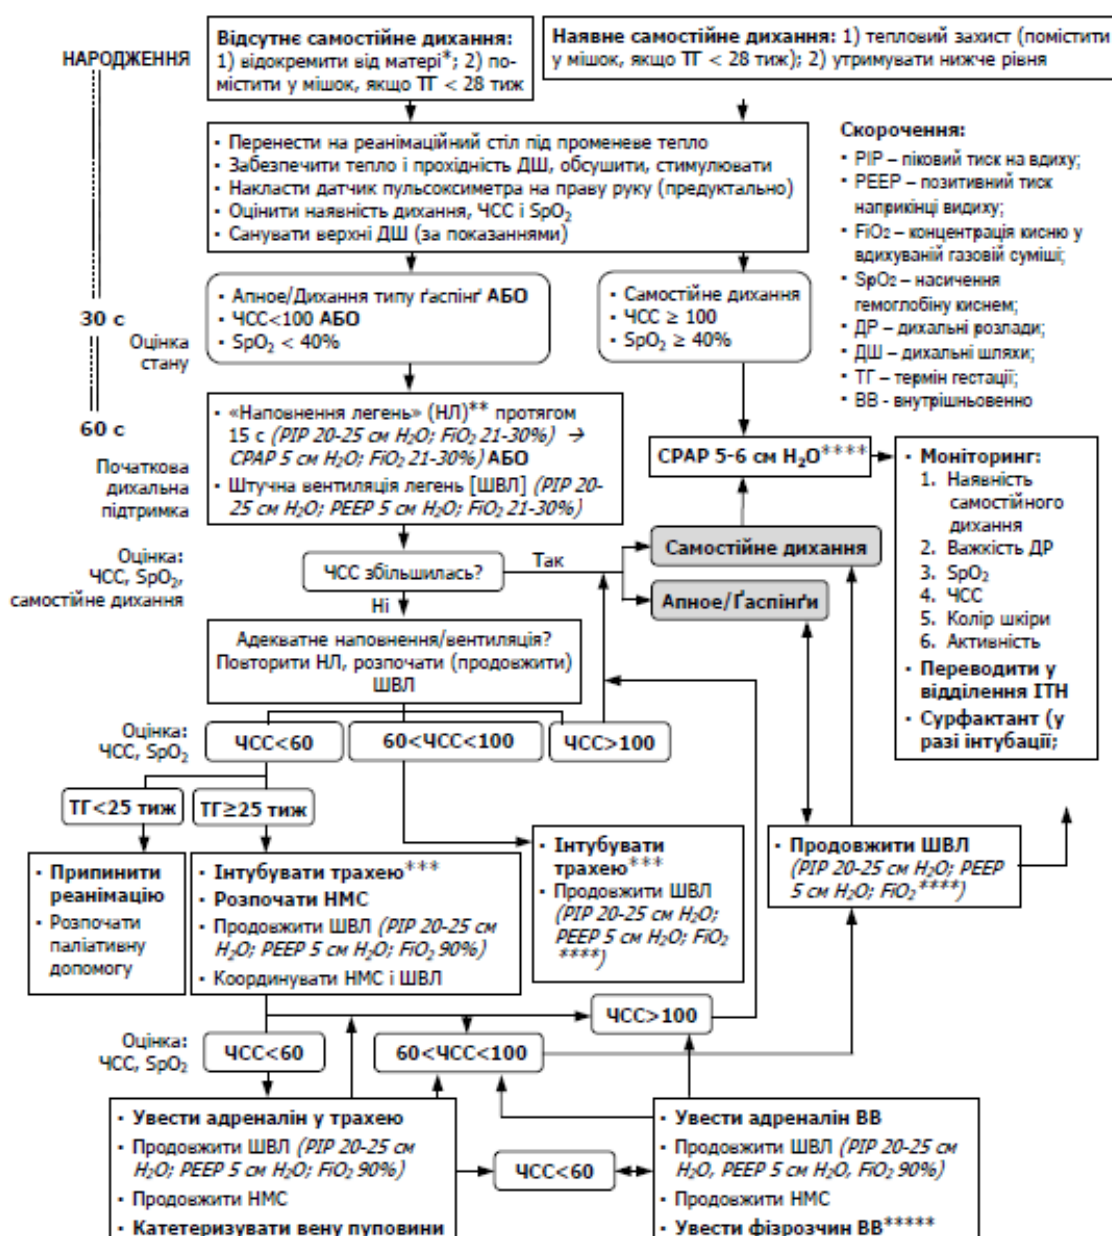 НАРОДЖЕННЯ
Відсутнє самостійне дихання:
1) відокремити від матері*; 2) по-
містити у мішок, якщо ТГ < 28 тиж
Наявне самостійне дихання: 1) тепловий захист (помістити
у мішок, якщо ТГ < 28 тиж); 2) утримувати нижче рівня
• Перенести на реанімаційний стіл під променеве тепло
• Забезпечити тепло і прохідність ДШ, обсушити, стимулювати
• Накласти датчик пульсоксиметра на праву руку (предуктально)
• Оцінити наявність дихання, ЧСС і SpO₂
• Санувати верхні ДШ (за показаннями)
Скорочення:
• PIP – піковий тиск на вдиху;
• PEEP – позитивний тиск
наприкінці видиху;
• FiO₂ – концентрація кисню у
вдихуваній газовій суміші;
• SpO₂ – насичення
гемоглобіну киснем;
• ДР – дихальні розлади;
• ДШ – дихальні шляхи;
• ТГ – термін гестації;
• ВВ - внутрішньовенно
30 с
Оцінка
стану
• Апное/Дихання типу ґаспінґ АБО
• ЧСС<100 АБО
• SpO₂ < 40%
• Самостійне дихання
• ЧСС ≥ 100
• SpO₂ ≥ 40%
60 с
Початкова
дихальна
підтримка
• «Наповнення легень» (НЛ)** протягом
15 с (PIP 20-25 см H₂O; FiO₂ 21-30%) →
CPAP 5 см H₂O; FiO₂ 21-30%) АБО
• Штучна вентиляція легень [ШВЛ] (PIP 20-
25 см H₂O; PEEP 5 см H₂O; FiO₂ 21-30%)
CPAP 5-6 см H₂O****
• Моніторинг:
1. Наявність
самостійного
дихання
2. Важкість ДР
3. SpO₂
4. ЧСС
5. Колір шкіри
6. Активність
• Переводити у
відділення ІТН
• Сурфактант (у
разі інтубації;
Оцінка:
ЧСС, SpO₂,
самостійне дихання
ЧСС збільшилась?
Так
Ні
Самостійне дихання
Апное/Ґаспінґи
Адекватне наповнення/вентиляція?
Повторити НЛ, розпочати (продовжити)
ШВЛ
Оцінка:
ЧСС, SpO₂
ЧСС<60
60<ЧСС<100
ЧСС>100
ТГ<25 тиж
ТГ≥25 тиж
• Припинити
реанімацію
• Розпочати
паліативну
допомогу
• Інтубувати трахею***
• Розпочати НМС
• Продовжити ШВЛ (PIP 20-25 см
H₂O; PEEP 5 см H₂O; FiO₂ 90%)
• Координувати НМС і ШВЛ
• Інтубувати
трахею***
• Продовжити ШВЛ
(PIP 20-25 см H₂O;
PEEP 5 см H₂O; FiO₂
****)
• Продовжити ШВЛ
(PIP 20-25 см H₂O; PEEP
5 см H₂O; FiO₂****)
ЧСС>100
Оцінка:
ЧСС, SpO₂
ЧСС<60
60<ЧСС<100
• Увести адреналін у трахею
• Продовжити ШВЛ (PIP 20-25 см
H₂O; PEEP 5 см H₂O; FiO₂ 90%)
• Продовжити НМС
• Катетеризувати вену пуповини
ЧСС<60
• Увести адреналін ВВ
• Продовжити ШВЛ (PIP 20-25 см
H₂O, PEEP 5 см H₂O, FiO₂ 90%)
• Продовжити НМС
• Увести фізрозчин ВВ*****